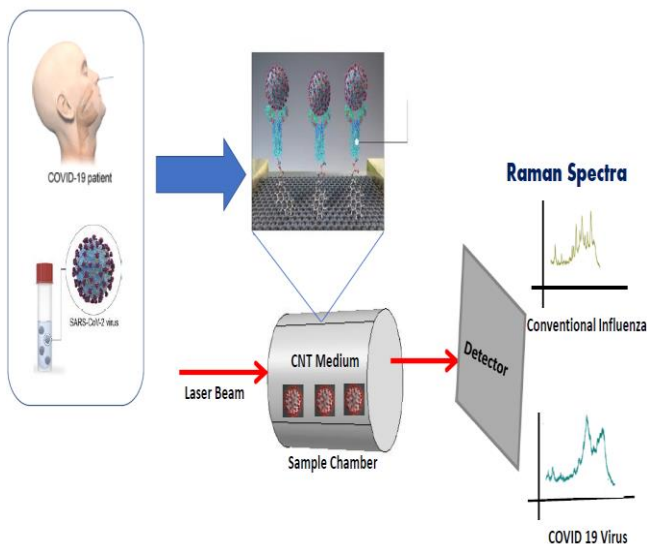 COVID-19 patient
SARS-CoV-2 virus
Raman Spectra
Conventional Influenza
CNT Medium
Laser Beam
Sample Chamber
Detector
COVID 19 Virus